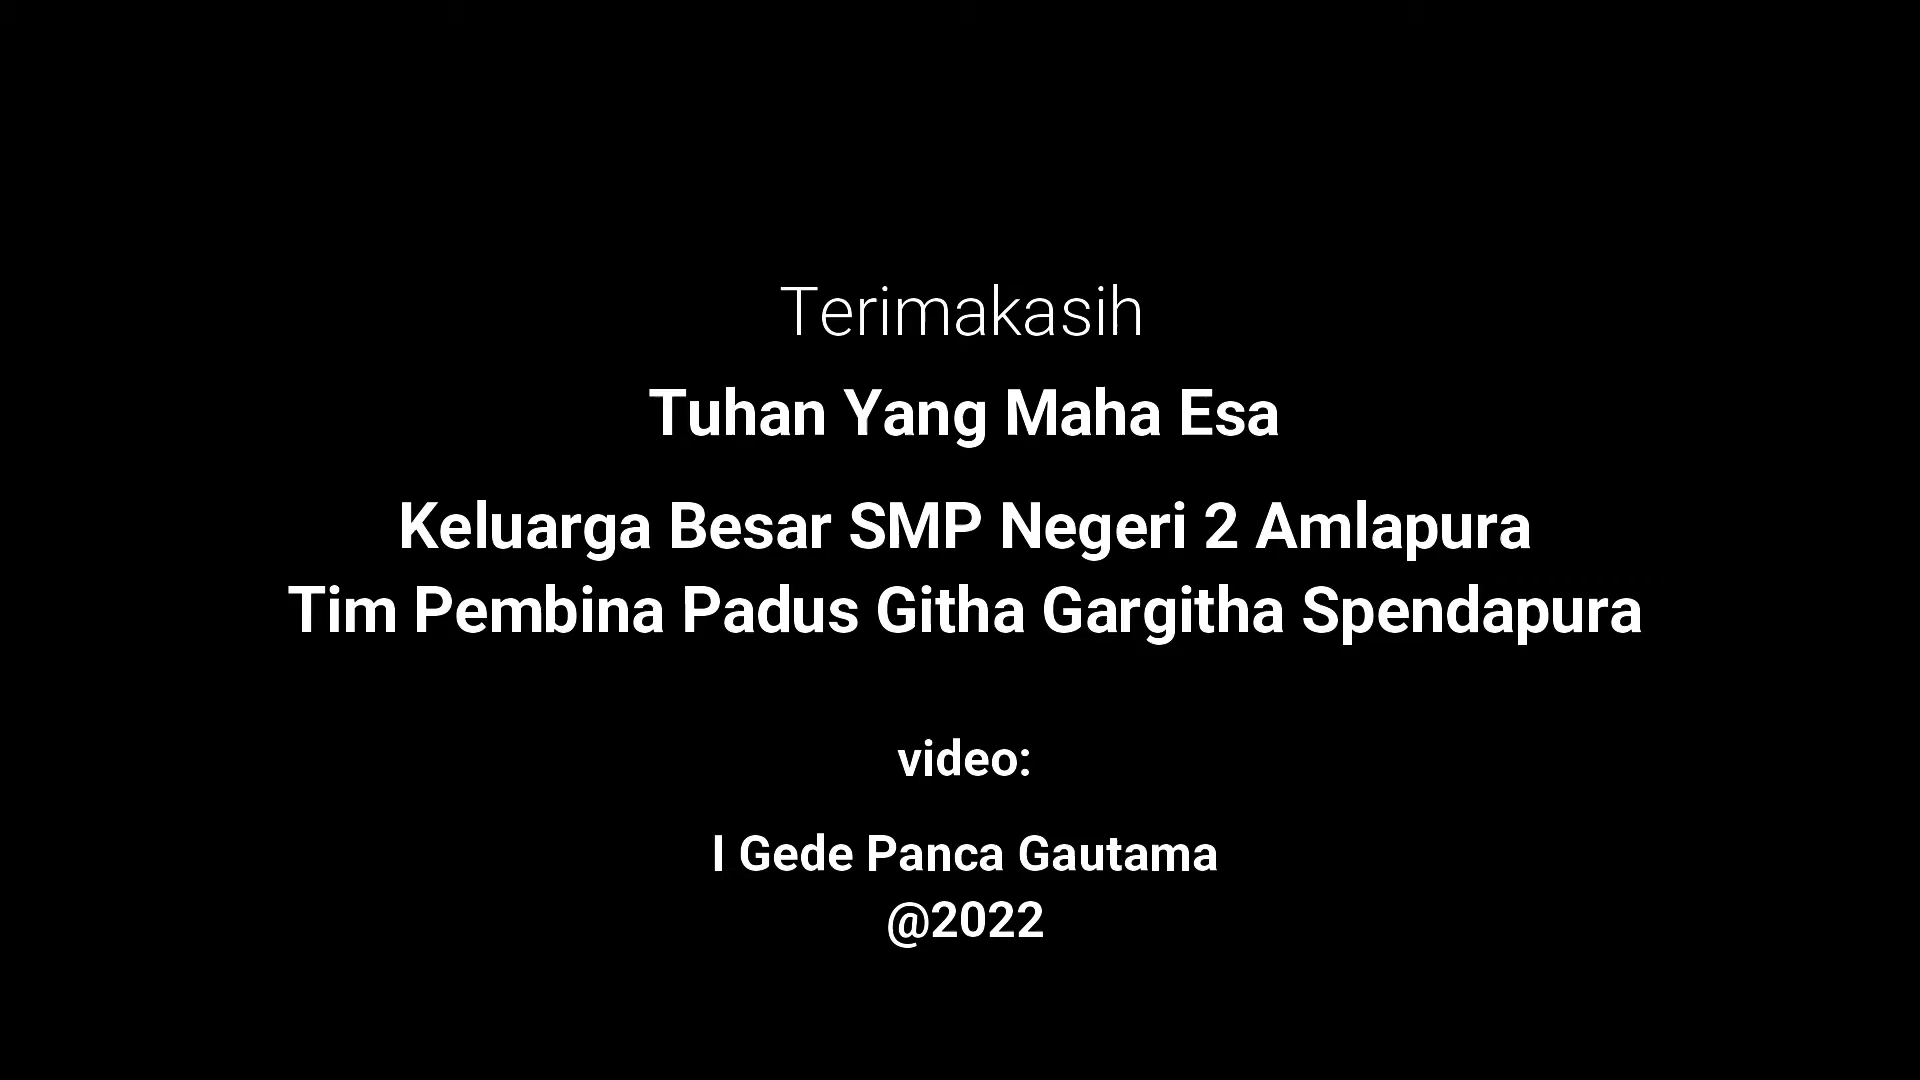 Terimakasih
Tuhan Yang Maha Esa
Keluarga Besar SMP Negeri 2 Amlapura
Tim Pembina Padus Githa Gargitha Spendapura
video:
I Gede Panca Gautama
@2022